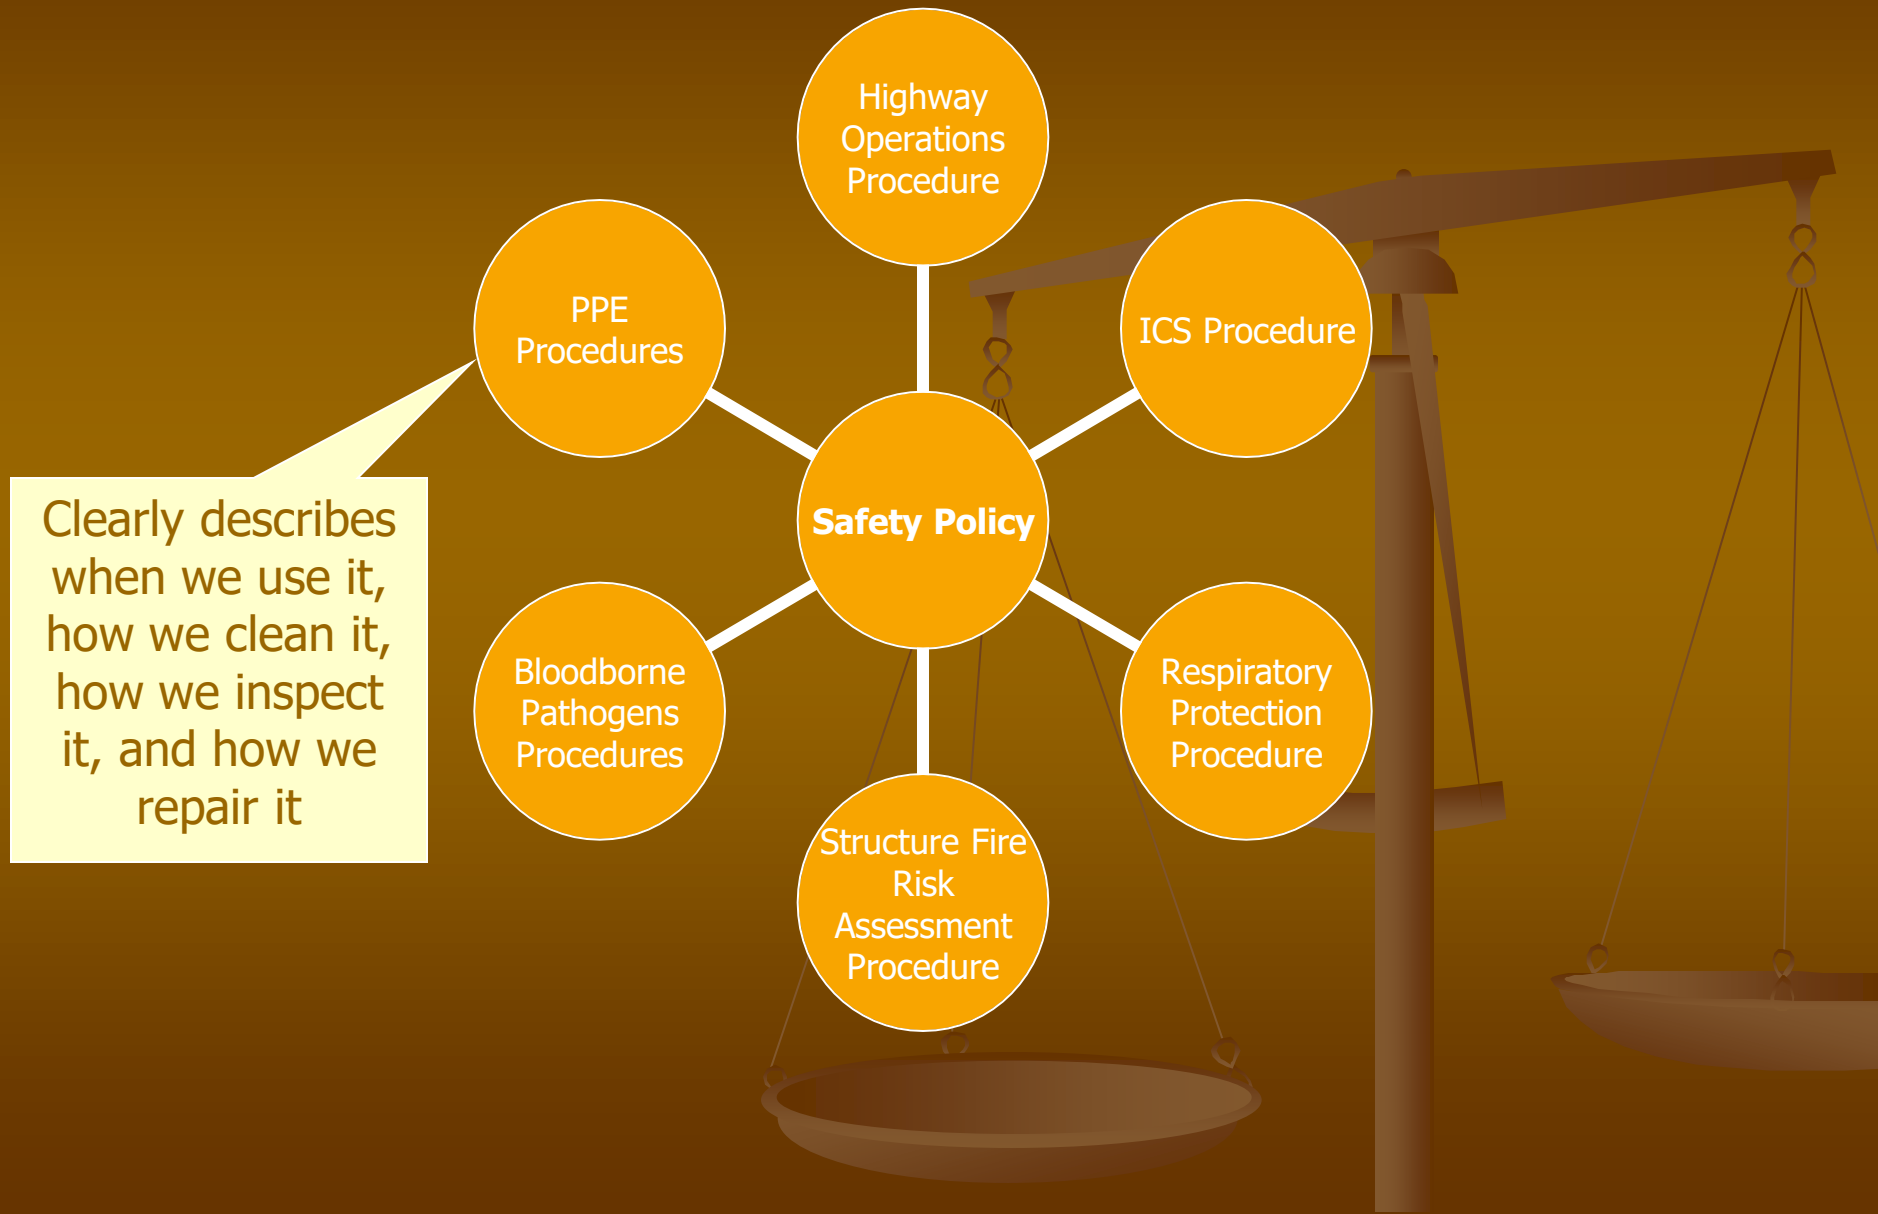 Highway
Operations
Procedure
PPE
Procedures
ICS Procedure
Safety Policy
Clearly describes
when we use it,
how we clean it,
how we inspect
it, and how we
repair it
Bloodborne
Pathogens
Procedures
Respiratory
Protection
Procedure
Structure Fire
Risk
Assessment
Procedure